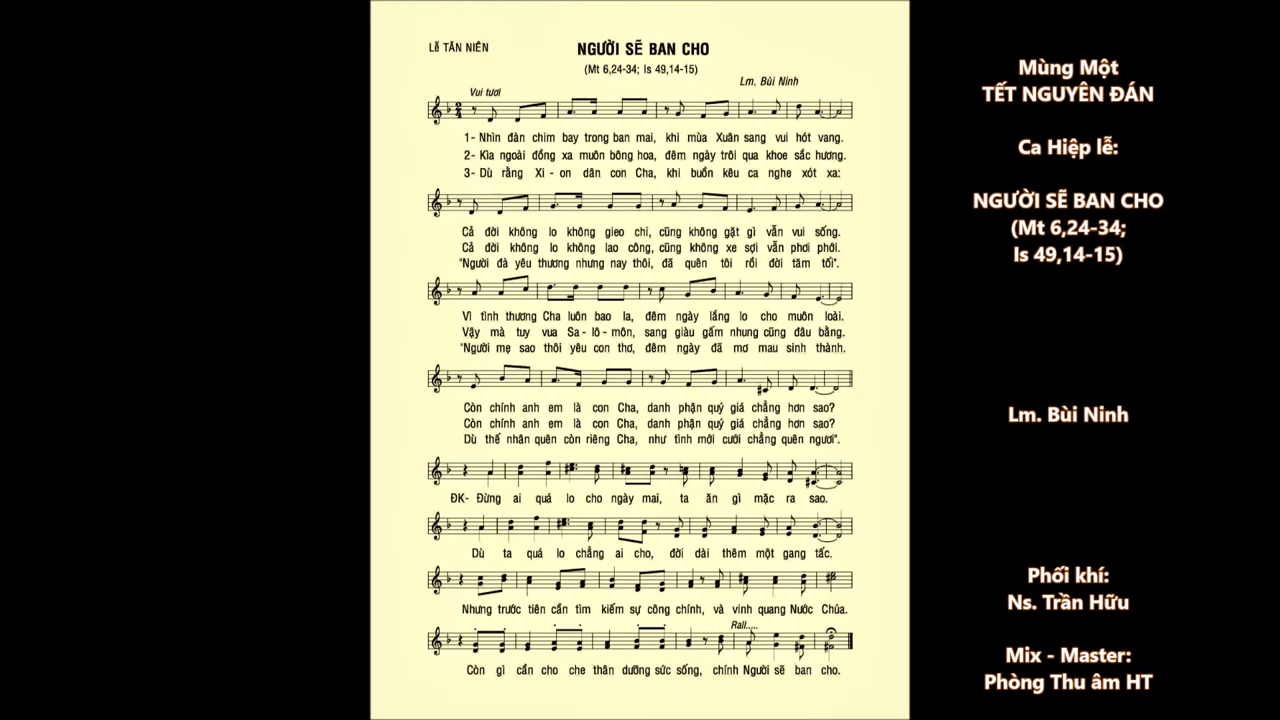 Lễ TÂN NIÊN
NGƯỜI SẼ BAN CHO
(Mt 6,24-34; Is 49,14-15)
Lm. Bùi Ninh
Vui tươi
1- Nhìn đàn chim bay trong ban mai, khi mùa Xuân sang vui hót vang.
2- Kìa ngoài đồng xa muôn bông hoa, đêm ngày trôi qua khoe sắc hương.
3- Dù rằng Xi - on dân con Cha, khi buồn kêu ca nghe xót xa:
Cả đời không lo không gieo chi, cũng không gặt gì vẫn vui sống.
Cả đời không lo không lao công, cũng không xe sợi vẫn phơi phới.
"Người đà yêu thương nhưng nay thôi, đã quên tôi rồi đời tăm tối".
Vì tình thương Cha luôn bao la, đêm ngày lắng lo cho muôn loài.
Vậy mà tuy vua Sa - lô - môn, sang giàu gấm nhung cũng đâu bằng.
"Người mẹ sao thôi yêu con thơ, đêm ngày đã mơ mau sinh thành.
Còn chính anh em là con Cha, danh phận quý giá chẳng hơn sao?
Còn chính anh em là con Cha, danh phận quý giá chẳng hơn sao?
Dù thế nhân quên còn riêng Cha, như tình mới cưới chẳng quên ngươi".
ĐK- Đừng ai quá lo cho ngày mai, ta ăn gì mặc ra sao.
Dù ta quá lo chẳng ai cho, đời dài thêm một gang tấc.
Nhưng trước tiên cần tìm kiếm sự công chính, và vinh quang Nước Chúa.
Rall.....
Còn gì cần cho che thân dưỡng sức sống, chính Người sẽ ban cho.
Mùng Một
TẾT NGUYÊN ĐÁN
Ca Hiệp lễ:
NGƯỜI SẼ BAN CHO
(Mt 6,24-34;
Is 49,14-15)
Lm. Bùi Ninh
Phối khí:
Ns. Trần Hữu
Mix - Master:
Phòng Thu âm HT